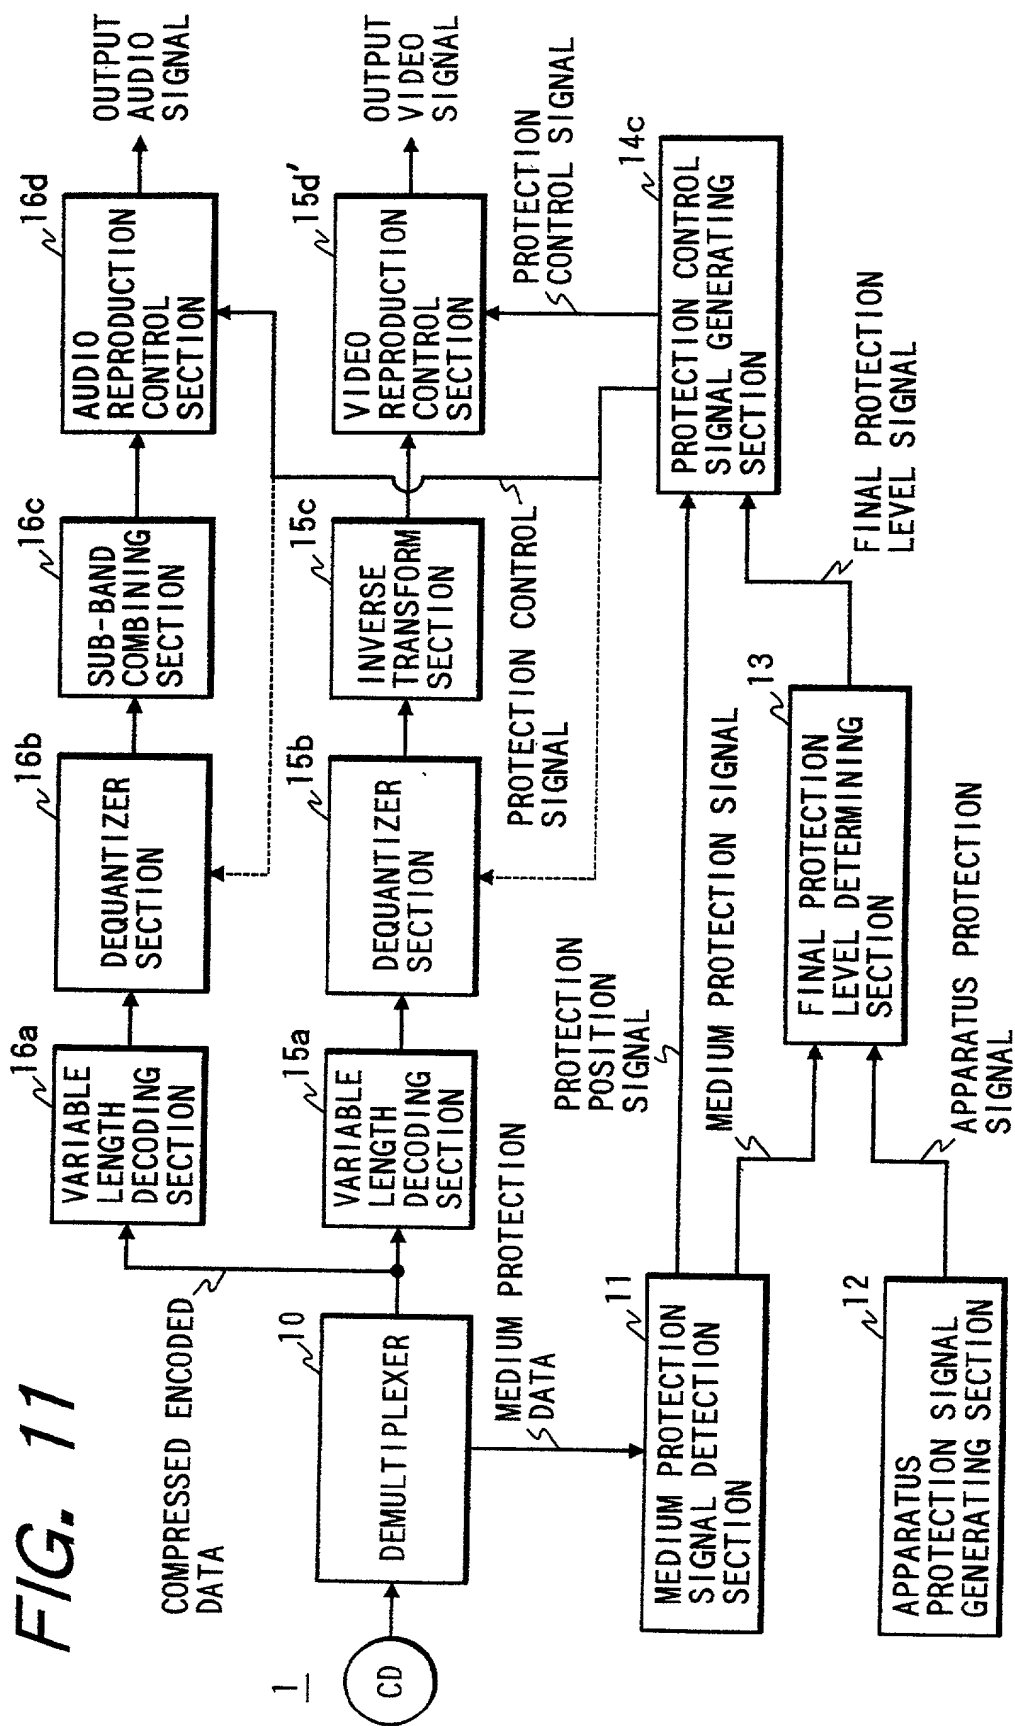 FIG. 11
1
CD
COMPRESSED ENCODED
DATA
10
DEMULTIPLEXER
MEDIUM PROTECTION
DATA
16a
VARIABLE
LENGTH
DECODING
SECTION
16b
DEQUANTIZER
SECTION
16c
SUB-BAND
COMBINING
SECTION
16d
AUDIO
REPRODUCTION
CONTROL
SECTION
OUTPUT
AUDIO
SIGNAL
15a
VARIABLE
LENGTH
DECODING
SECTION
15b
DEQUANTIZER
SECTION
15c
INVERSE
TRANSFORM
SECTION
15d'
VIDEO
REPRODUCTION
CONTROL
SECTION
OUTPUT
VIDEO
SIGNAL
PROTECTION CONTROL
SIGNAL
PROTECTION
CONTROL SIGNAL
PROTECTION
POSITION
SIGNAL
14c
PROTECTION CONTROL
SIGNAL GENERATING
SECTION
11
MEDIUM PROTECTION
SIGNAL DETECTION
SECTION
MEDIUM PROTECTION SIGNAL
13
FINAL PROTECTION
LEVEL DETERMINING
SECTION
FINAL PROTECTION
LEVEL SIGNAL
12
APPARATUS
PROTECTION SIGNAL
GENERATING SECTION
APPARATUS PROTECTION
SIGNAL